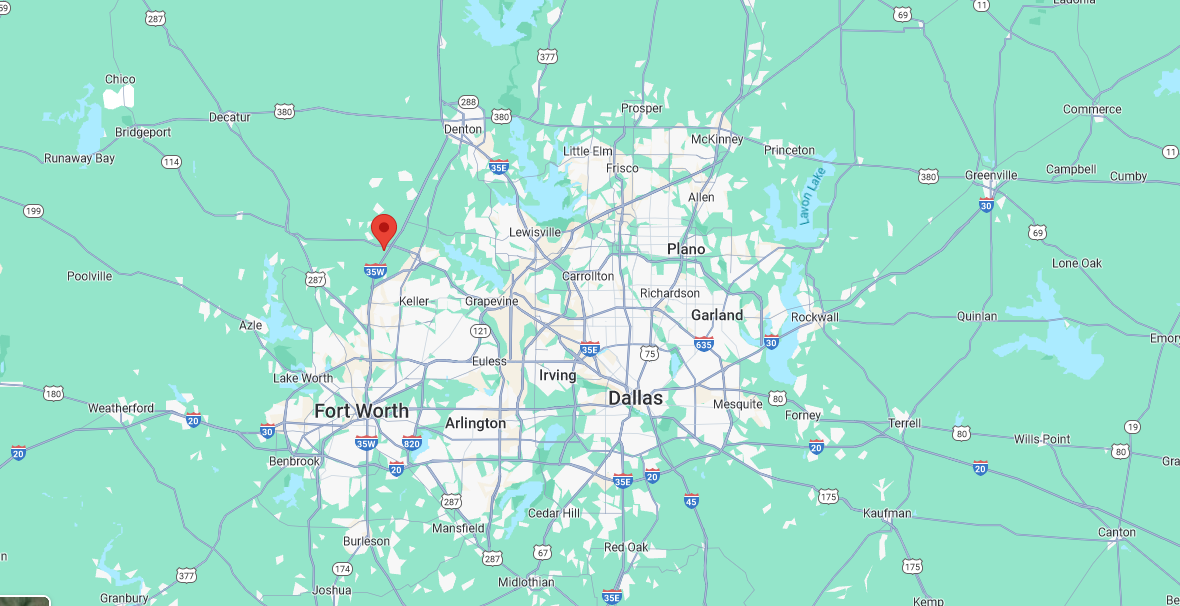 69
287
69
11
Ladonia
377
Chico
288
380
Prosper
Commerce
380
Decatur
Denton
Bridgeport
McKinney
Little Elm
Princeton
Runaway Bay
114
35E
Frisco
11
380
Greenville
Campbell
Cumby
Allen
Lavon Lake
30
199
Lewisville
69
Plano
Lone Oak
35W
Poolville
287
Carrollton
Richardson
Keller
Grapevine
Garland
Rockwall
Quinlan
Azle
121
Emory
635
30
35E
75
Euless
Lake Worth
Irving
180
Dallas
80
Weatherford
Fort Worth
Mesquite
Forney
20
Arlington
Terrell
19
30
80
Wills Point
35W
820
20
80
20
Benbrook
20
Gra
20
35E
20
287
175
45
Cedar Hill
Kaufman
Mansfield
Canton
Burleson
Red Oak
67
n
287
174
175
377
Midlothian
Joshua
35E
Granbury
Kemp
Be